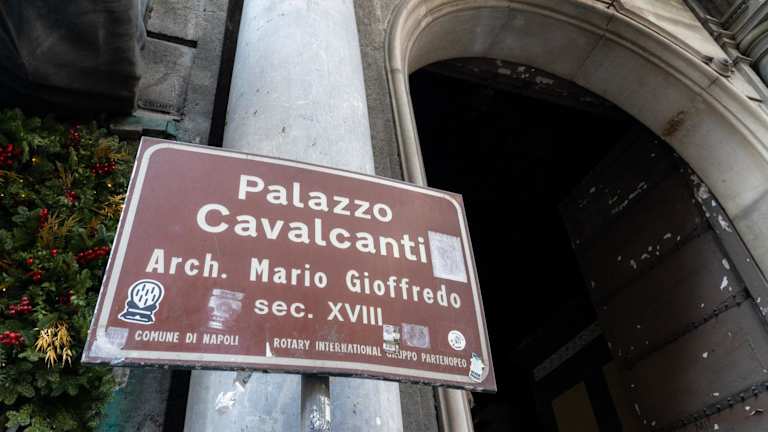 Palazzo
Cavalcanti
Arch. Mario Gioffredo
sec. XVIII
COMUNE DI NAPOLI
ROTARY INTERNATIONAL GRUPPO PARTENOPEO